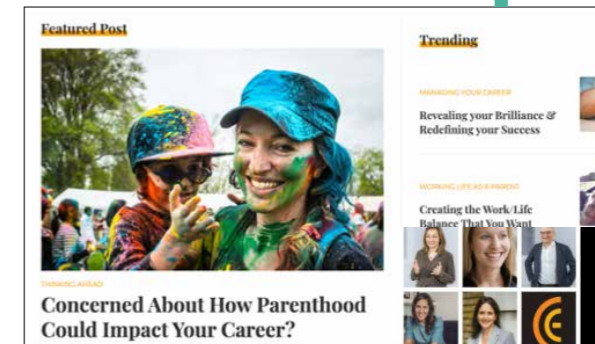 Featured Post
THINKING AHEAD
Concerned About How Parenthood
Could Impact Your Career?
Trending
MANAGING YOUR CAREER
Revealing your Brilliance &
Redefining your Success
WORKING LIFE AS A PARENT
Creating the Work/Life
Balance That You Want